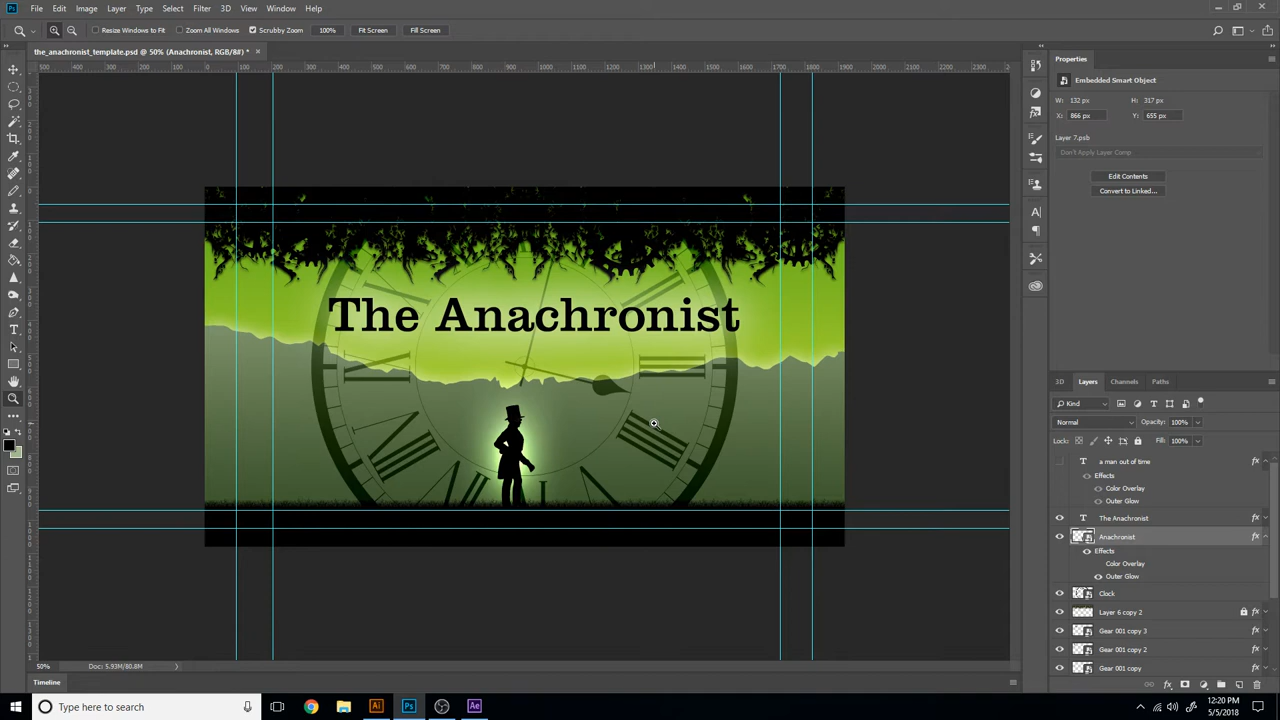 File Edit Image Layer Type Select Filter 3D View Window Help
Resize Windows to Fit Zoom All Windows Scrubby Zoom 100% Fit Screen Fill Screen
the_anachronist_template.psd @ 50% (Anachronist, RGB/8#) *
Properties
Embedded Smart Object
W: 132 px H: 317 px
X: 866 px Y: 655 px
Layer 7.psb
Don't Apply Layer Comp
Edit Contents
Convert to Linked...
The Anachronist
3D Layers Channels Paths
Kind
Normal Opacity: 100%
Lock: Fill: 100%
a man out of time
Effects
Color Overlay
Outer Glow
The Anachronist
Anachronist
Effects
Color Overlay
Outer Glow
Clock
Layer 6 copy 2
Gear 001 copy 3
Gear 001 copy 2
Gear 001 copy
50% Doc: 5.93M/80.8M
Timeline
Type here to search
12:20 PM
5/5/2018